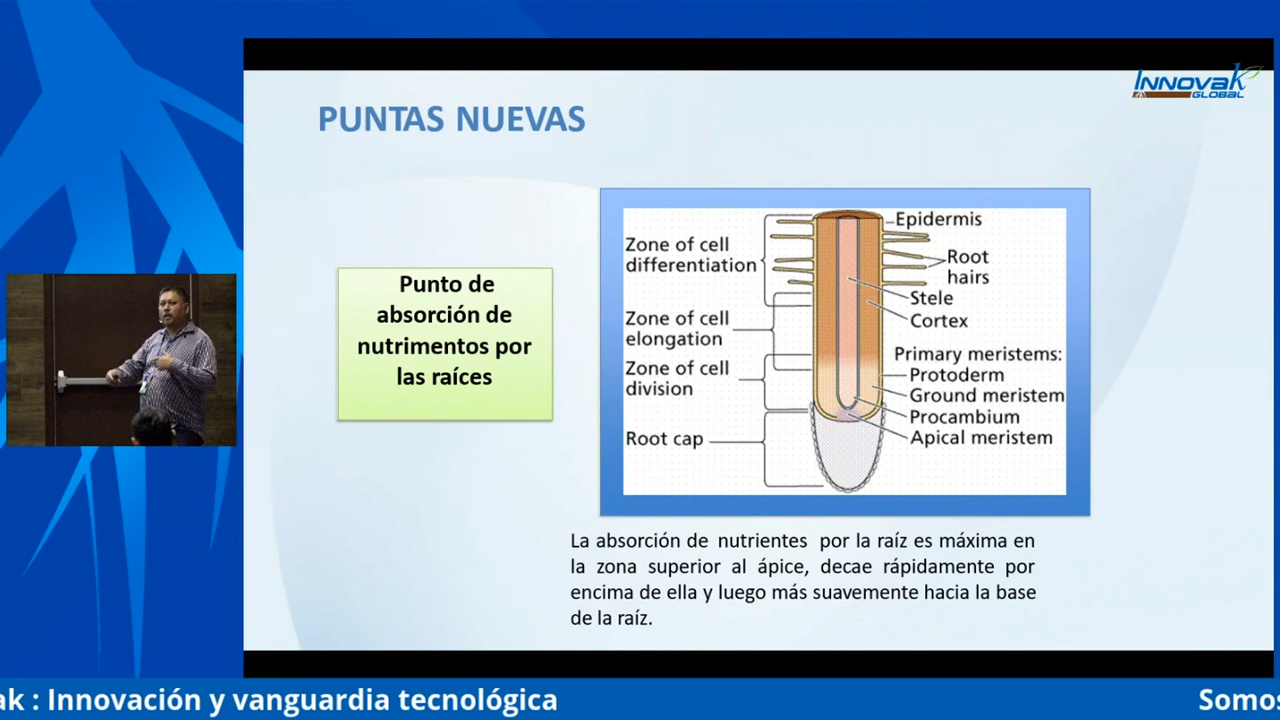 INNOVAK
GLOBAL
PUNTAS NUEVAS
Punto de
absorción de
nutrimentos por
las raíces
Zone of cell
differentiation
Zone of cell
elongation
Zone of cell
division
Root cap
Epidermis
Root
hairs
Stele
Cortex
Primary meristems:
Protoderm
Ground meristem
Procambium
Apical meristem
La absorción de nutrientes por la raíz es máxima en
la zona superior al ápice, decae rápidamente por
encima de ella y luego más suavemente hacia la base
de la raíz.
ak : Innovación y vanguardia tecnológica
Somos